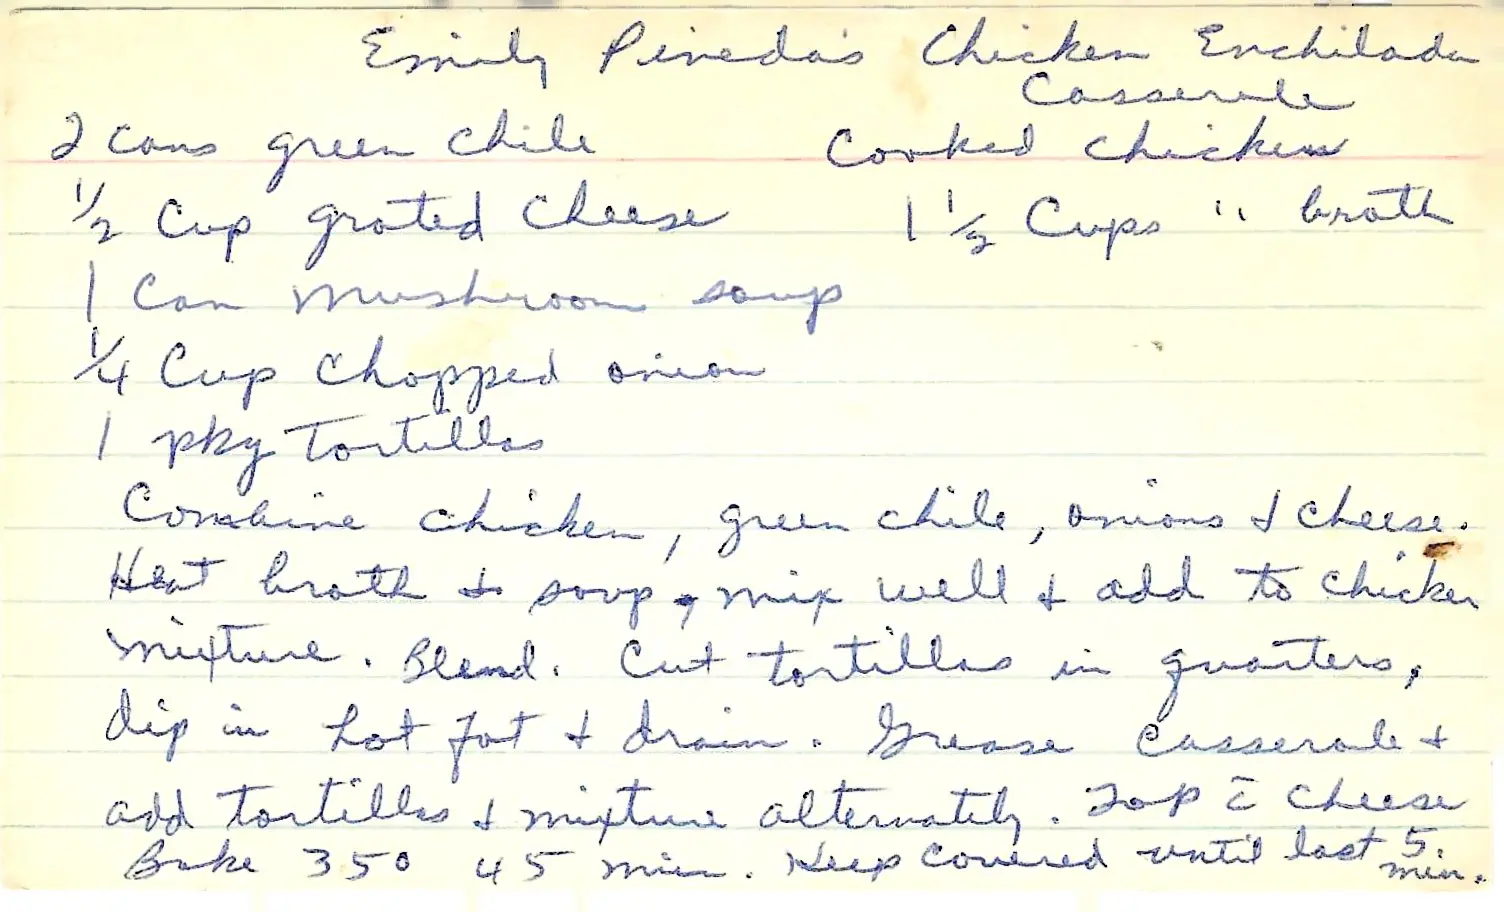 Emily Pineda's Chicken Enchilada
Casserole
2 cans green chile Cooked chicken
1/2 Cup grated Cheese 1 1/2 Cups " broth
1 Can Mushroom soup
1/4 Cup Chopped onion
1 pkg Tortillas
Combine chicken, green chile, onions & cheese.
Heat broth & soup, mix well & add to chicken
mixture. Blend. Cut tortillas in quarters,
dip in hot fat & drain. Grease Casserole &
add tortillas & mixture alternately. Top c̄ Cheese
Bake 350 45 min. Keep covered until last 5
min.